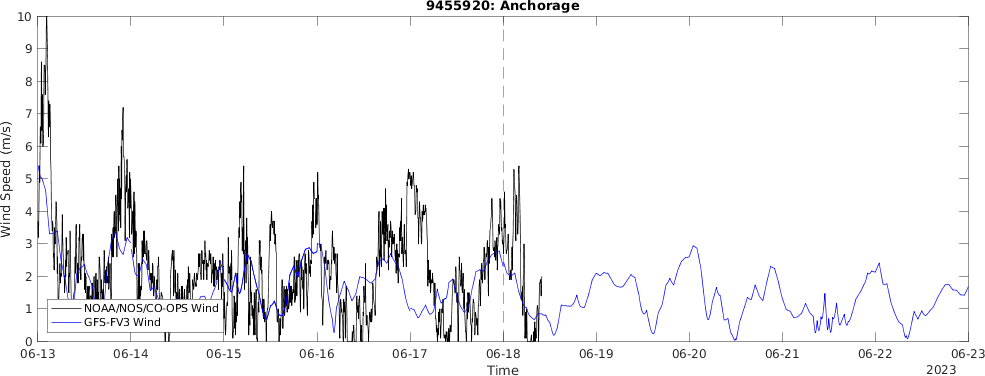 9455920: Anchorage
10
9
8
7
6
5
4
3
2
1
0
Wind Speed (m/s)
NOAA/NOS/CO-OPS Wind
GFS-FV3 Wind
06-13 06-14 06-15 06-16 06-17 06-18 06-19 06-20 06-21 06-22 06-23
Time
2023